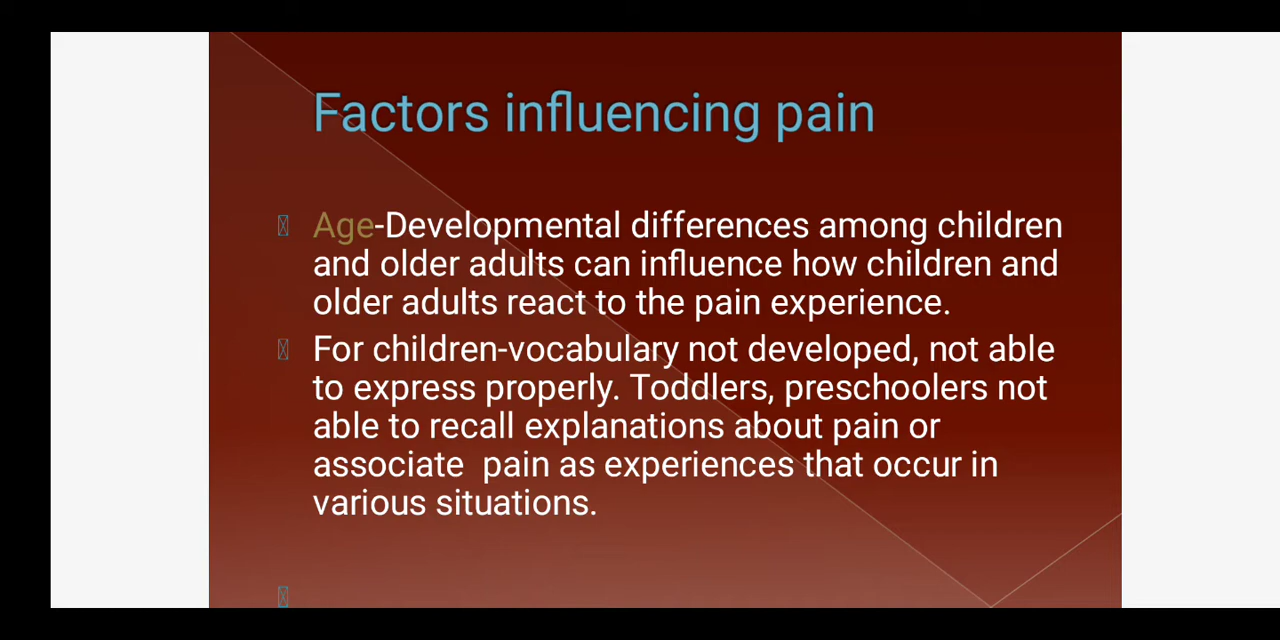 Factors influencing pain
Age-Developmental differences among children
and older adults can influence how children and
older adults react to the pain experience.
For children-vocabulary not developed, not able
to express properly. Toddlers, preschoolers not
able to recall explanations about pain or
associate  pain as experiences that occur in
various situations.